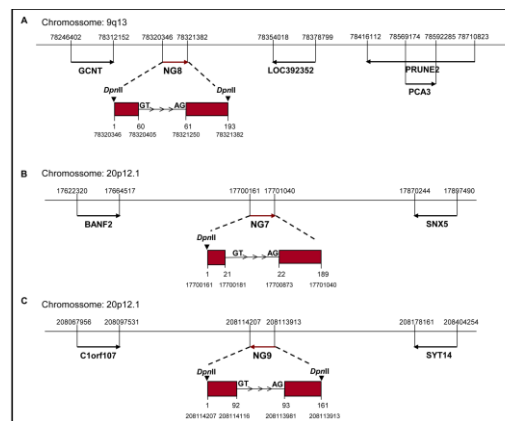 A Chromossome: 9q13
78246402 78312152 78320346 78321382 78354018 78378799 78416112 78569174 78592285 78710823
GCNT NG8 LOC392352 PRUNE2
PCA3
DpnII DpnII
GT AG
1 60 61 193
78320346 78320405 78321250 78321382
B Chromossome: 20p12.1
17622320 17664517 17700161 17701040 17870244 17897490
BANF2 NG7 SNX5
DpnII
GT AG
1 21 22 189
17700161 17700181 17700873 17701040
C Chromossome: 20p12.1
208067956 208097531 208114207 208113913 208178161 208404254
C1orf107 NG9 SYT14
DpnII DpnII
GT AG
1 92 93 161
208114207 208114116 208113981 208113913